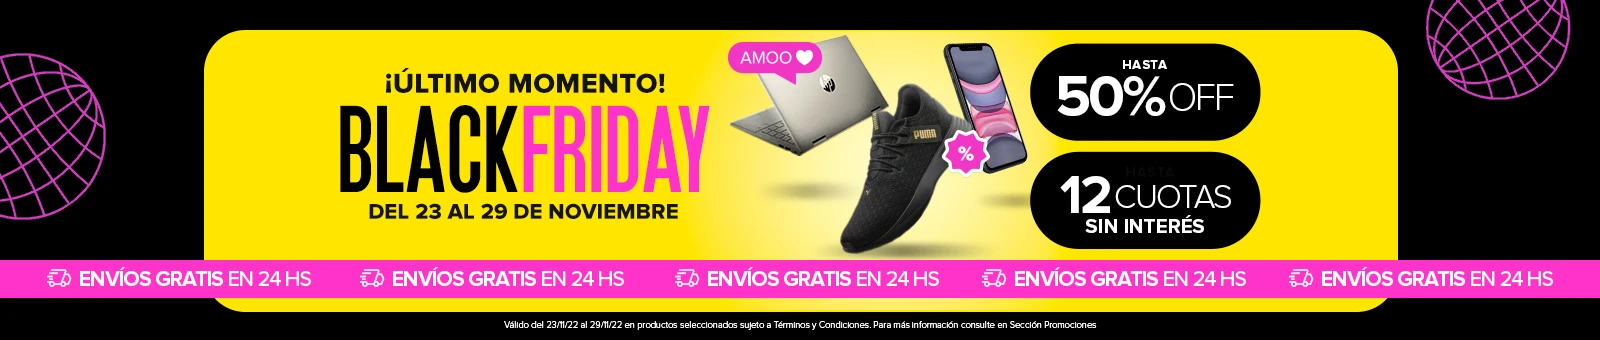 ¡ÚLTIMO MOMENTO!
BLACKFRIDAY
DEL 23 AL 29 DE NOVIEMBRE
AMOO
hp
PUMA
%
HASTA
50% OFF
HASTA
12 CUOTAS
SIN INTERÉS
ENVÍOS GRATIS EN 24 HS
ENVÍOS GRATIS EN 24 HS
ENVÍOS GRATIS EN 24 HS
ENVÍOS GRATIS EN 24 HS
ENVÍOS GRATIS EN 24 HS
Válido del 23/11/22 al 29/11/22 en productos seleccionados sujeto a Términos y Condiciones. Para más información consulte en Sección Promociones